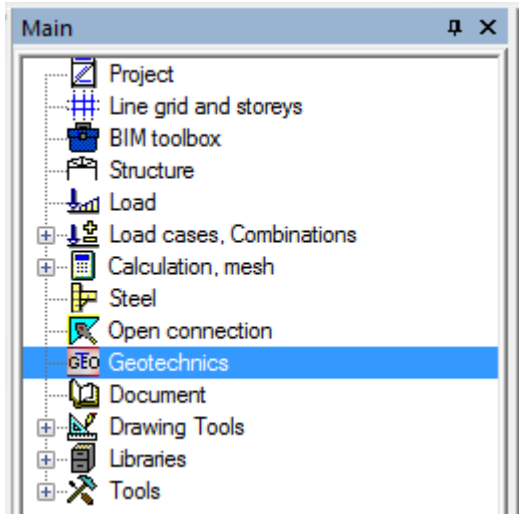 Main
Project
Line grid and storeys
BIM toolbox
Structure
Load
Load cases, Combinations
Calculation, mesh
Steel
Open connection
GEO Geotechnics
Document
Drawing Tools
Libraries
Tools